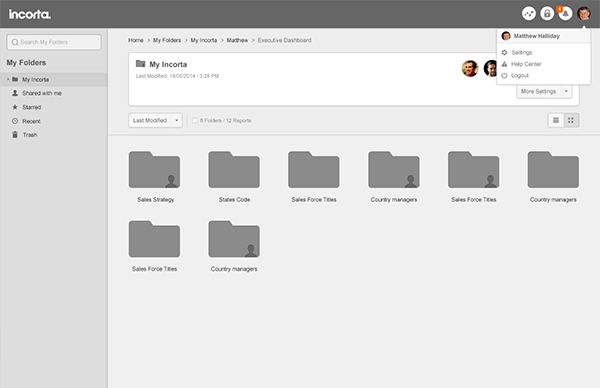 incorta.
4
Matthew Halliday
Settings
Help Center
Logout
Search My Folders
My Folders
My Incorta
Shared with me
Starred
Recent
Trash
Home > My Folders > My Incorta > Matthew > Executive Dashboard
My Incorta
Last Modified: 18/05/2014 / 3:28 PM
More Settings
Last Modified
8 Folders / 12 Reports
Sales Strategy
States Code
Sales Force Titles
Country managers
Sales Force Titles
Country managers
Sales Force Titles
Country managers